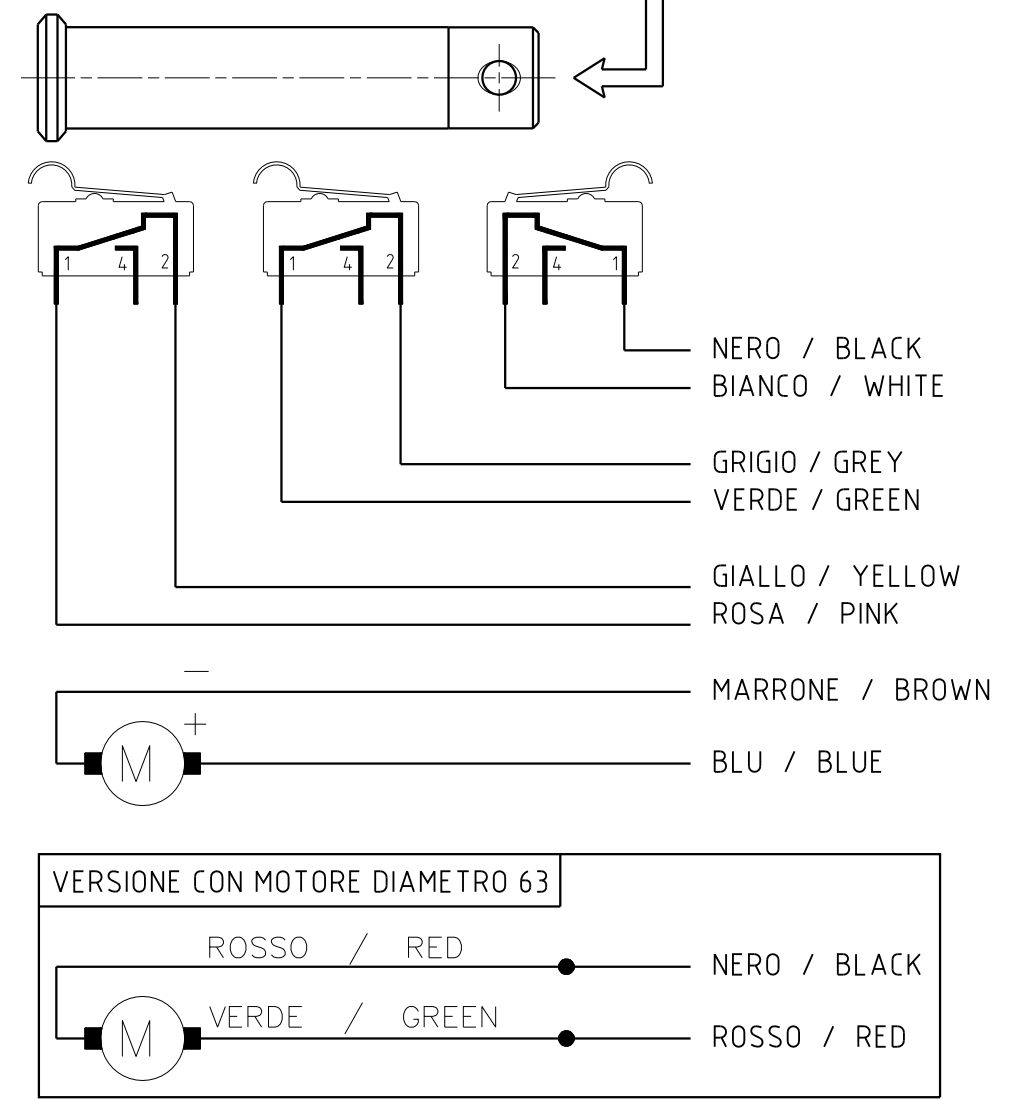 1 4 2 1 4 2 2 4 1
NERO / BLACK
BIANCO / WHITE
GRIGIO / GREY
VERDE / GREEN
GIALLO / YELLOW
ROSA / PINK
—
MARRONE / BROWN
+
M
BLU / BLUE
VERSIONE CON MOTORE DIAMETRO 63
ROSSO / RED
NERO / BLACK
VERDE / GREEN
M
ROSSO / RED